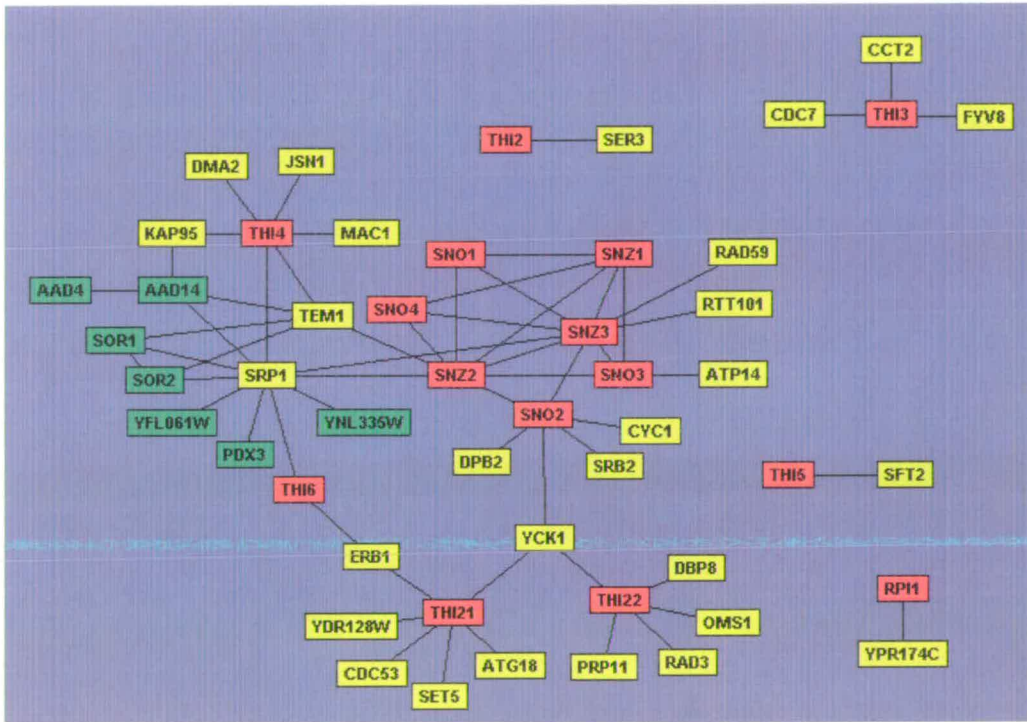 CCT2
CDC7 THI3 FYV8
THI2 SER3
DMA2 JSN1
KAP95 THI4 MAC1
SNO1 SNZ1 RAD59
AAD4 AAD14
SNO4 RTT101
TEM1
SOR1 SNZ3
SOR2 SRP1 SNZ2 SNO3 ATP14
YFL061W YNL335W SNO2
CYC1
PDX3 DPB2 SRB2
THI5 SFT2
THI6
YCK1
ERB1 DBP8
RPI1
THI22
THI21
YDR128W OMS1
YPR174C
CDC53 ATG18 PRP11 RAD3
SET5